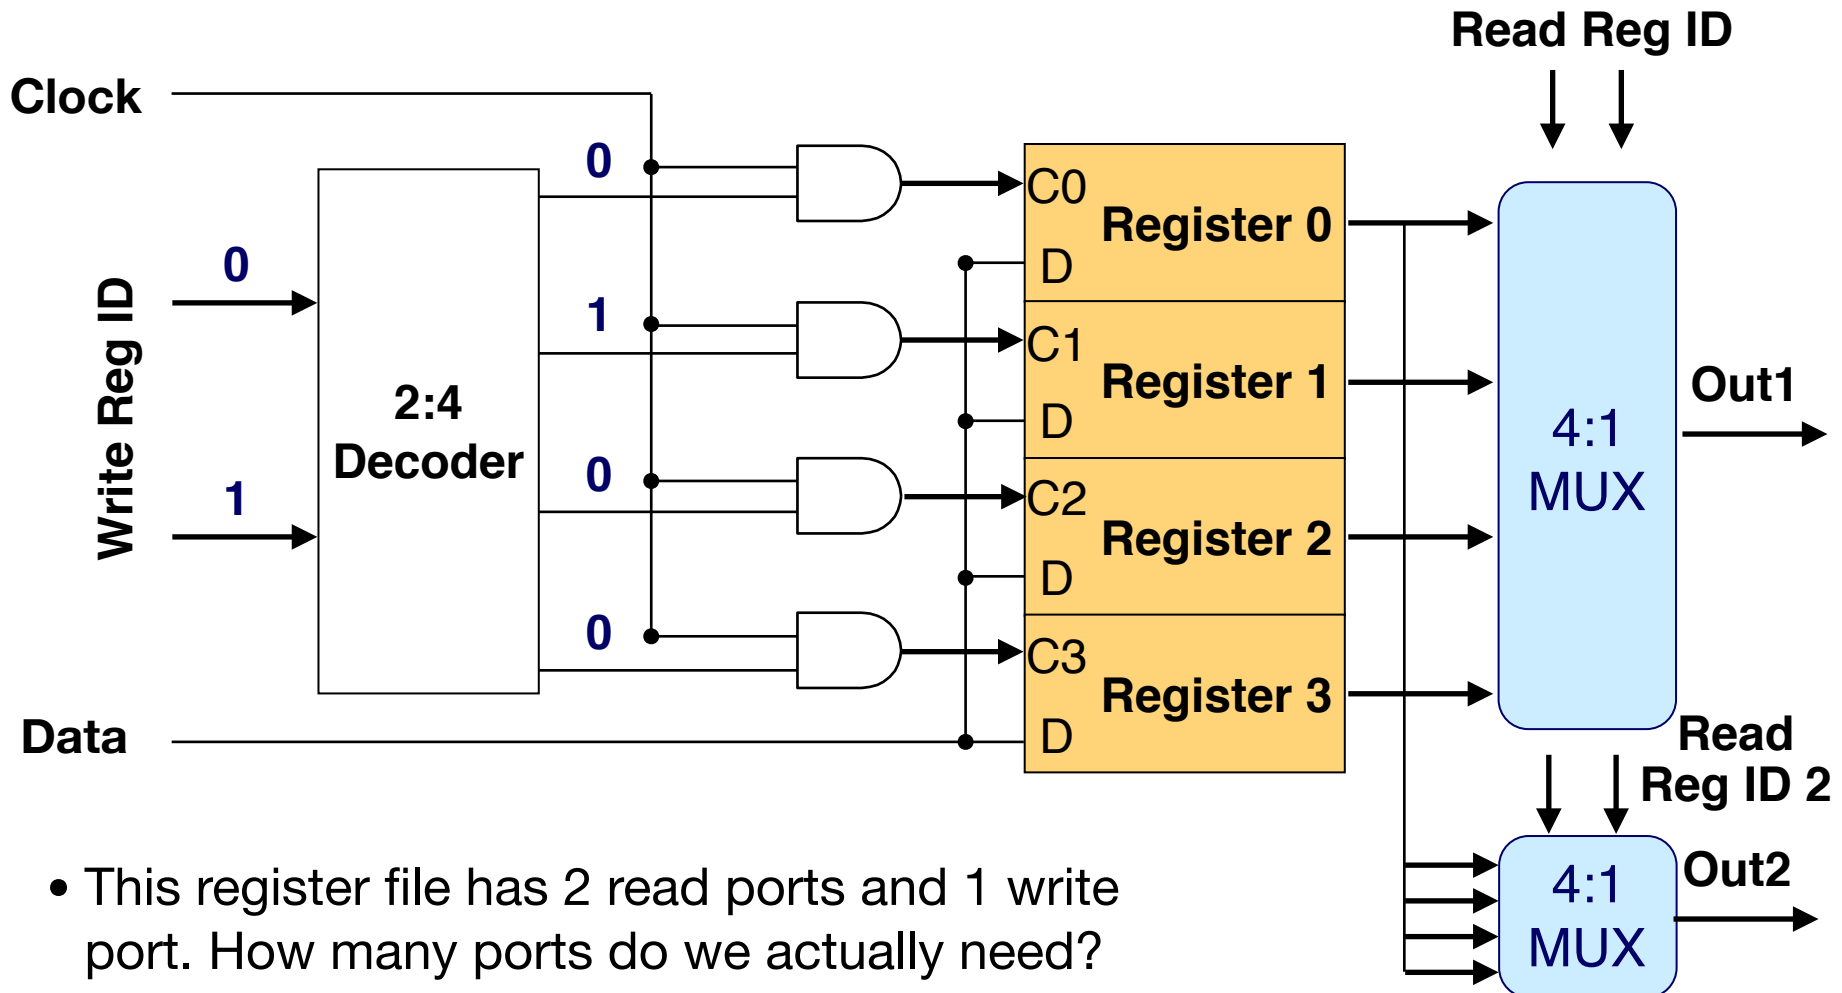 Read Reg ID
Clock
0
C0
Register 0
D
0
Write Reg ID
1
C1
Register 1
D
Out1
2:4
Decoder
4:1
MUX
1
0
C2
Register 2
D
0
C3
Register 3
D
Data
Read
Reg ID 2
4:1
MUX
Out2
• This register file has 2 read ports and 1 write
port. How many ports do we actually need?